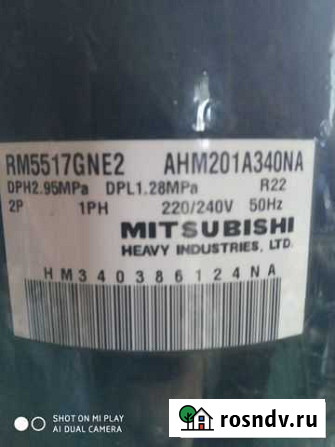 RM5517GNE2 AHM201A340NA
DPH2.95MPa DPL1.28MPa R22
2P 1PH 220/240V 50Hz
MITSUBISHI
HEAVY INDUSTRIES, LTD.
HM340386124NA
SHOT ON MI PLAY
AI DUAL CAMERA
rosndv.ru